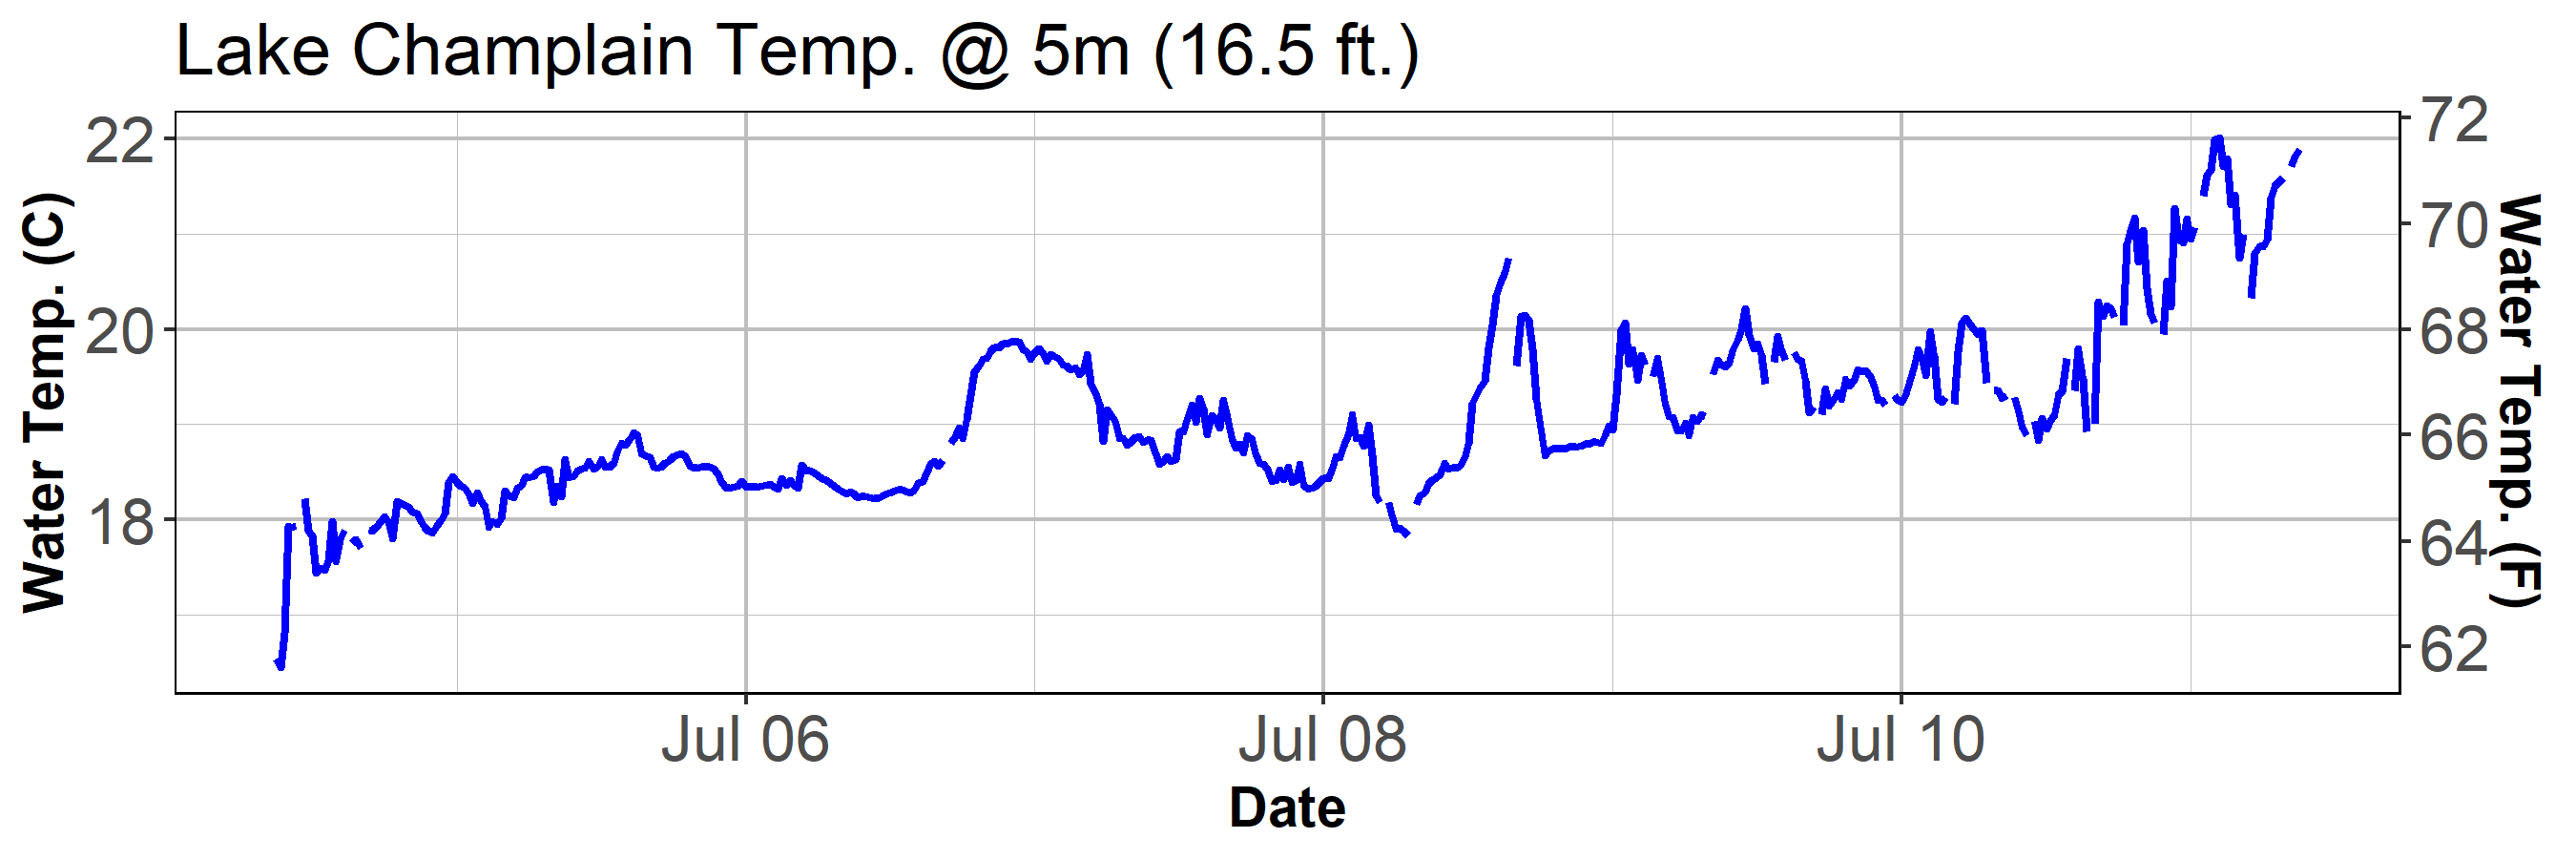 Lake Champlain Temp. @ 5m (16.5 ft.)
Water Temp. (C)
22
20
18
72
70
68
66
64
62
Water Temp. (F)
Jul 06 Jul 08 Jul 10
Date